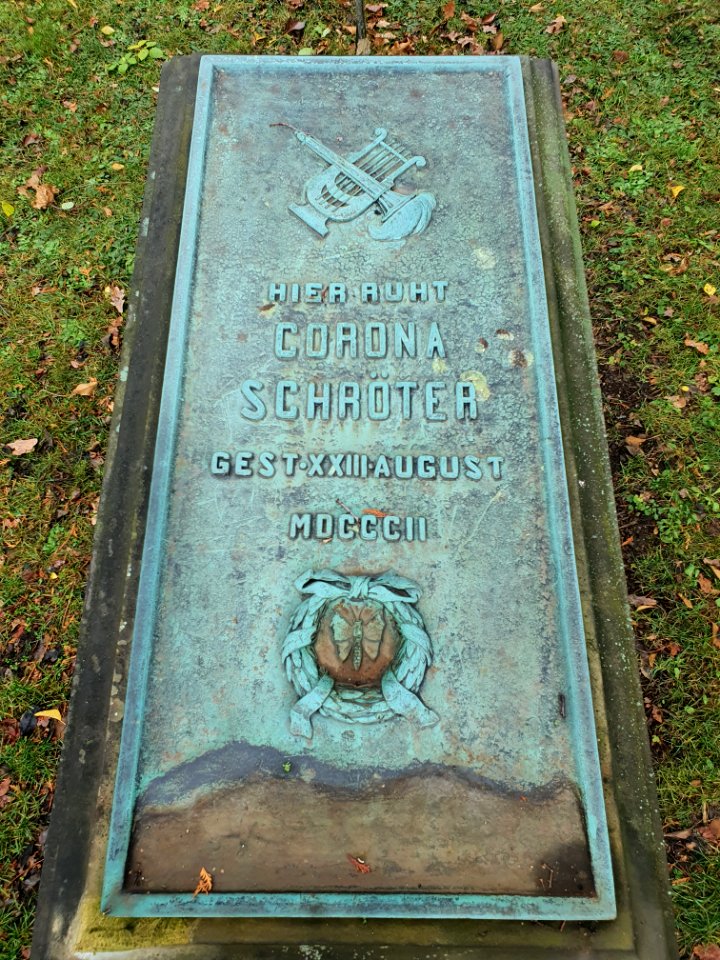 HIER RUHT
CORONA
SCHRÖTER
GEST·XXIII·AUGUST
MDCCCII